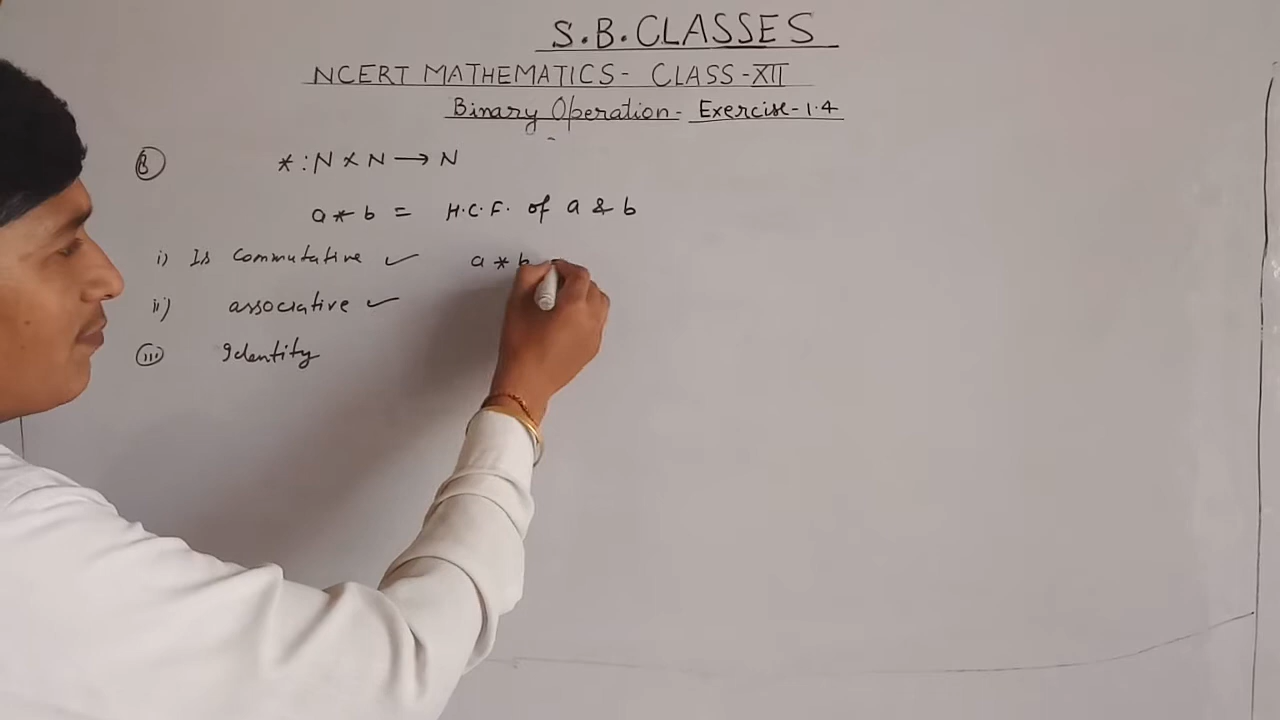 S.B. CLASSES
NCERT MATHEMATICS - CLASS - XII
Binary Operation - Exercise - 1.4
8 * : N × N → N
a * b = H.C.F. of a & b
i) Is Commutative ✓ a * b
ii) associative ✓
iii) Identity